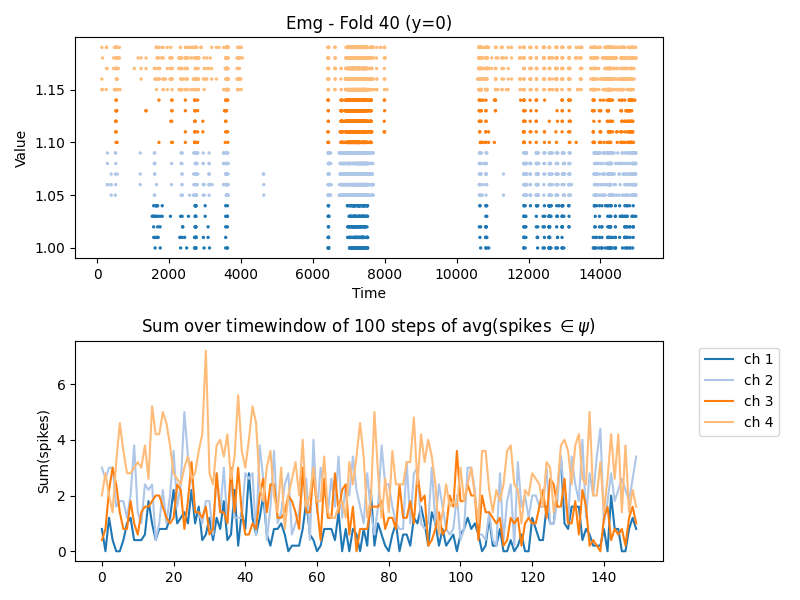 Emg - Fold 40 (y=0)
Value
1.15
1.10
1.05
1.00
0 2000 4000 6000 8000 10000 12000 14000
Time
Sum over timewindow of 100 steps of avg(spikes ∈ ψ)
Sum(spikes)
6
4
2
0
0 20 40 60 80 100 120 140
ch 1
ch 2
ch 3
ch 4